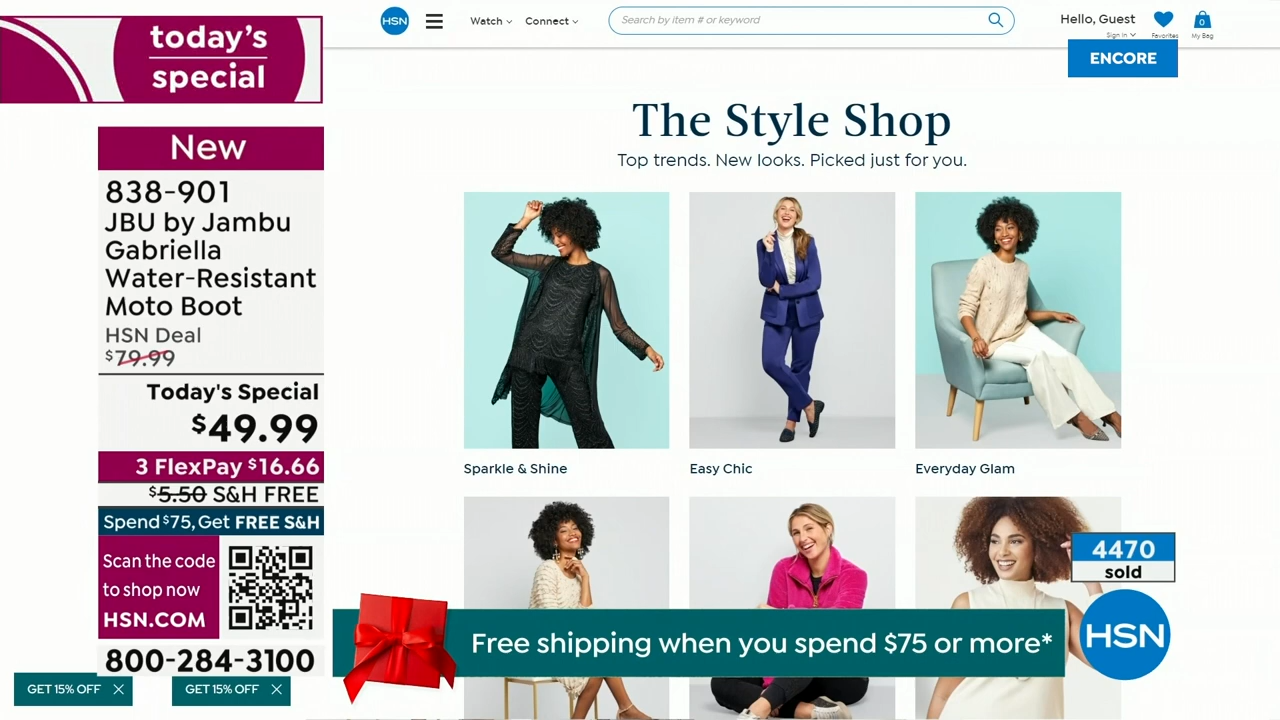 today's
special
New
838-901
JBU by Jambu
Gabriella
Water-Resistant
Moto Boot
HSN Deal
$79.99
Today's Special
$49.99
3 FlexPay $16.66
$5.50 S&H FREE
Spend $75, Get FREE S&H
Scan the code
to shop now
HSN.COM
800-284-3100
GET 15% OFF
GET 15% OFF
HSN
Watch
Connect
Search by item # or keyword
Hello, Guest
Sign In
Favorites
0
My Bag
ENCORE
The Style Shop
Top trends. New looks. Picked just for you.
Sparkle & Shine
Easy Chic
Everyday Glam
4470
sold
Free shipping when you spend $75 or more*
HSN